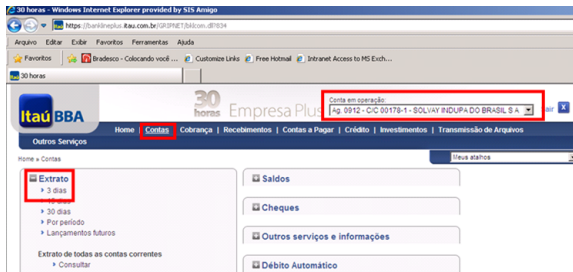 30 horas - Windows Internet Explorer provided by SIS Amigo
https://bankline.itau.com.br/GRIPNET/bklcom.dll?834
Arquivo Editar Exibir Favoritos Ferramentas Ajuda
Favoritos Bradesco - Colocando você ... Customize Links Free Hotmail Intranet Access to MS Exch...
30 horas
Itaú BBA
30 horas Empresa Plus
Conta em operação:
Ag. 0912 - C/C 00178-1 - SOLVAY INDUPA DO BRASIL S A
air X
Home | Contas | Cobrança | Recebimentos | Contas a Pagar | Crédito | Investimentos | Transmissão de Arquivos
Outros Serviços
Home » Contas
Meus atalhos
Extrato
3 dias
15 dias
30 dias
Por período
Lançamentos futuros
Extrato de todas as contas correntes
Consultar
Saldos
Cheques
Outros serviços e informações
Débito Automático